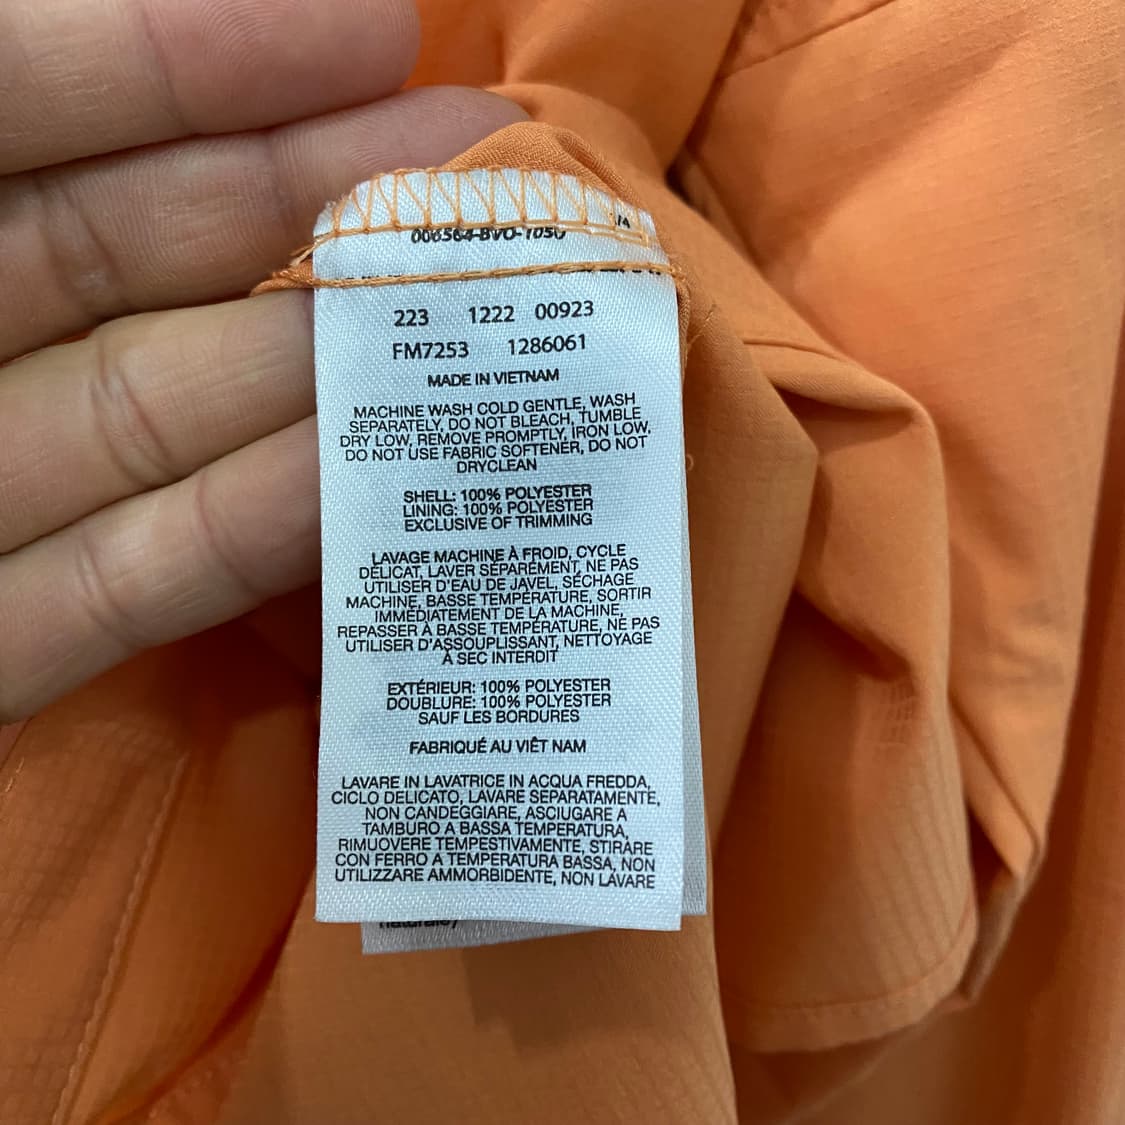 223 1222 00923
FM7253 1286061
MADE IN VIETNAM
MACHINE WASH COLD GENTLE, WASH
SEPARATELY, DO NOT BLEACH, TUMBLE
DRY LOW, REMOVE PROMPTLY, IRON LOW,
DO NOT USE FABRIC SOFTENER, DO NOT
DRYCLEAN
SHELL: 100% POLYESTER
LINING: 100% POLYESTER
EXCLUSIVE OF TRIMMING
LAVAGE MACHINE À FROID, CYCLE
DÉLICAT, LAVER SÉPARÉMENT, NE PAS
UTILISER D'EAU DE JAVEL, SÉCHAGE
MACHINE, BASSE TEMPÉRATURE, SORTIR
IMMÉDIATEMENT DE LA MACHINE,
REPASSER À BASSE TEMPÉRATURE, NE PAS
UTILISER D'ASSOUPLISSANT, NETTOYAGE
À SEC INTERDIT
EXTÉRIEUR: 100% POLYESTER
DOUBLURE: 100% POLYESTER
SAUF LES BORDURES
FABRIQUÉ AU VIÊT NAM
LAVARE IN LAVATRICE IN ACQUA FREDDA,
CICLO DELICATO, LAVARE SEPARATAMENTE,
NON CANDEGGIARE, ASCIUGARE A
TAMBURO A BASSA TEMPERATURA,
RIMUOVERE TEMPESTIVAMENTE, STIRARE
CON FERRO A TEMPERATURA BASSA, NON
UTILIZZARE AMMORBIDENTE, NON LAVARE